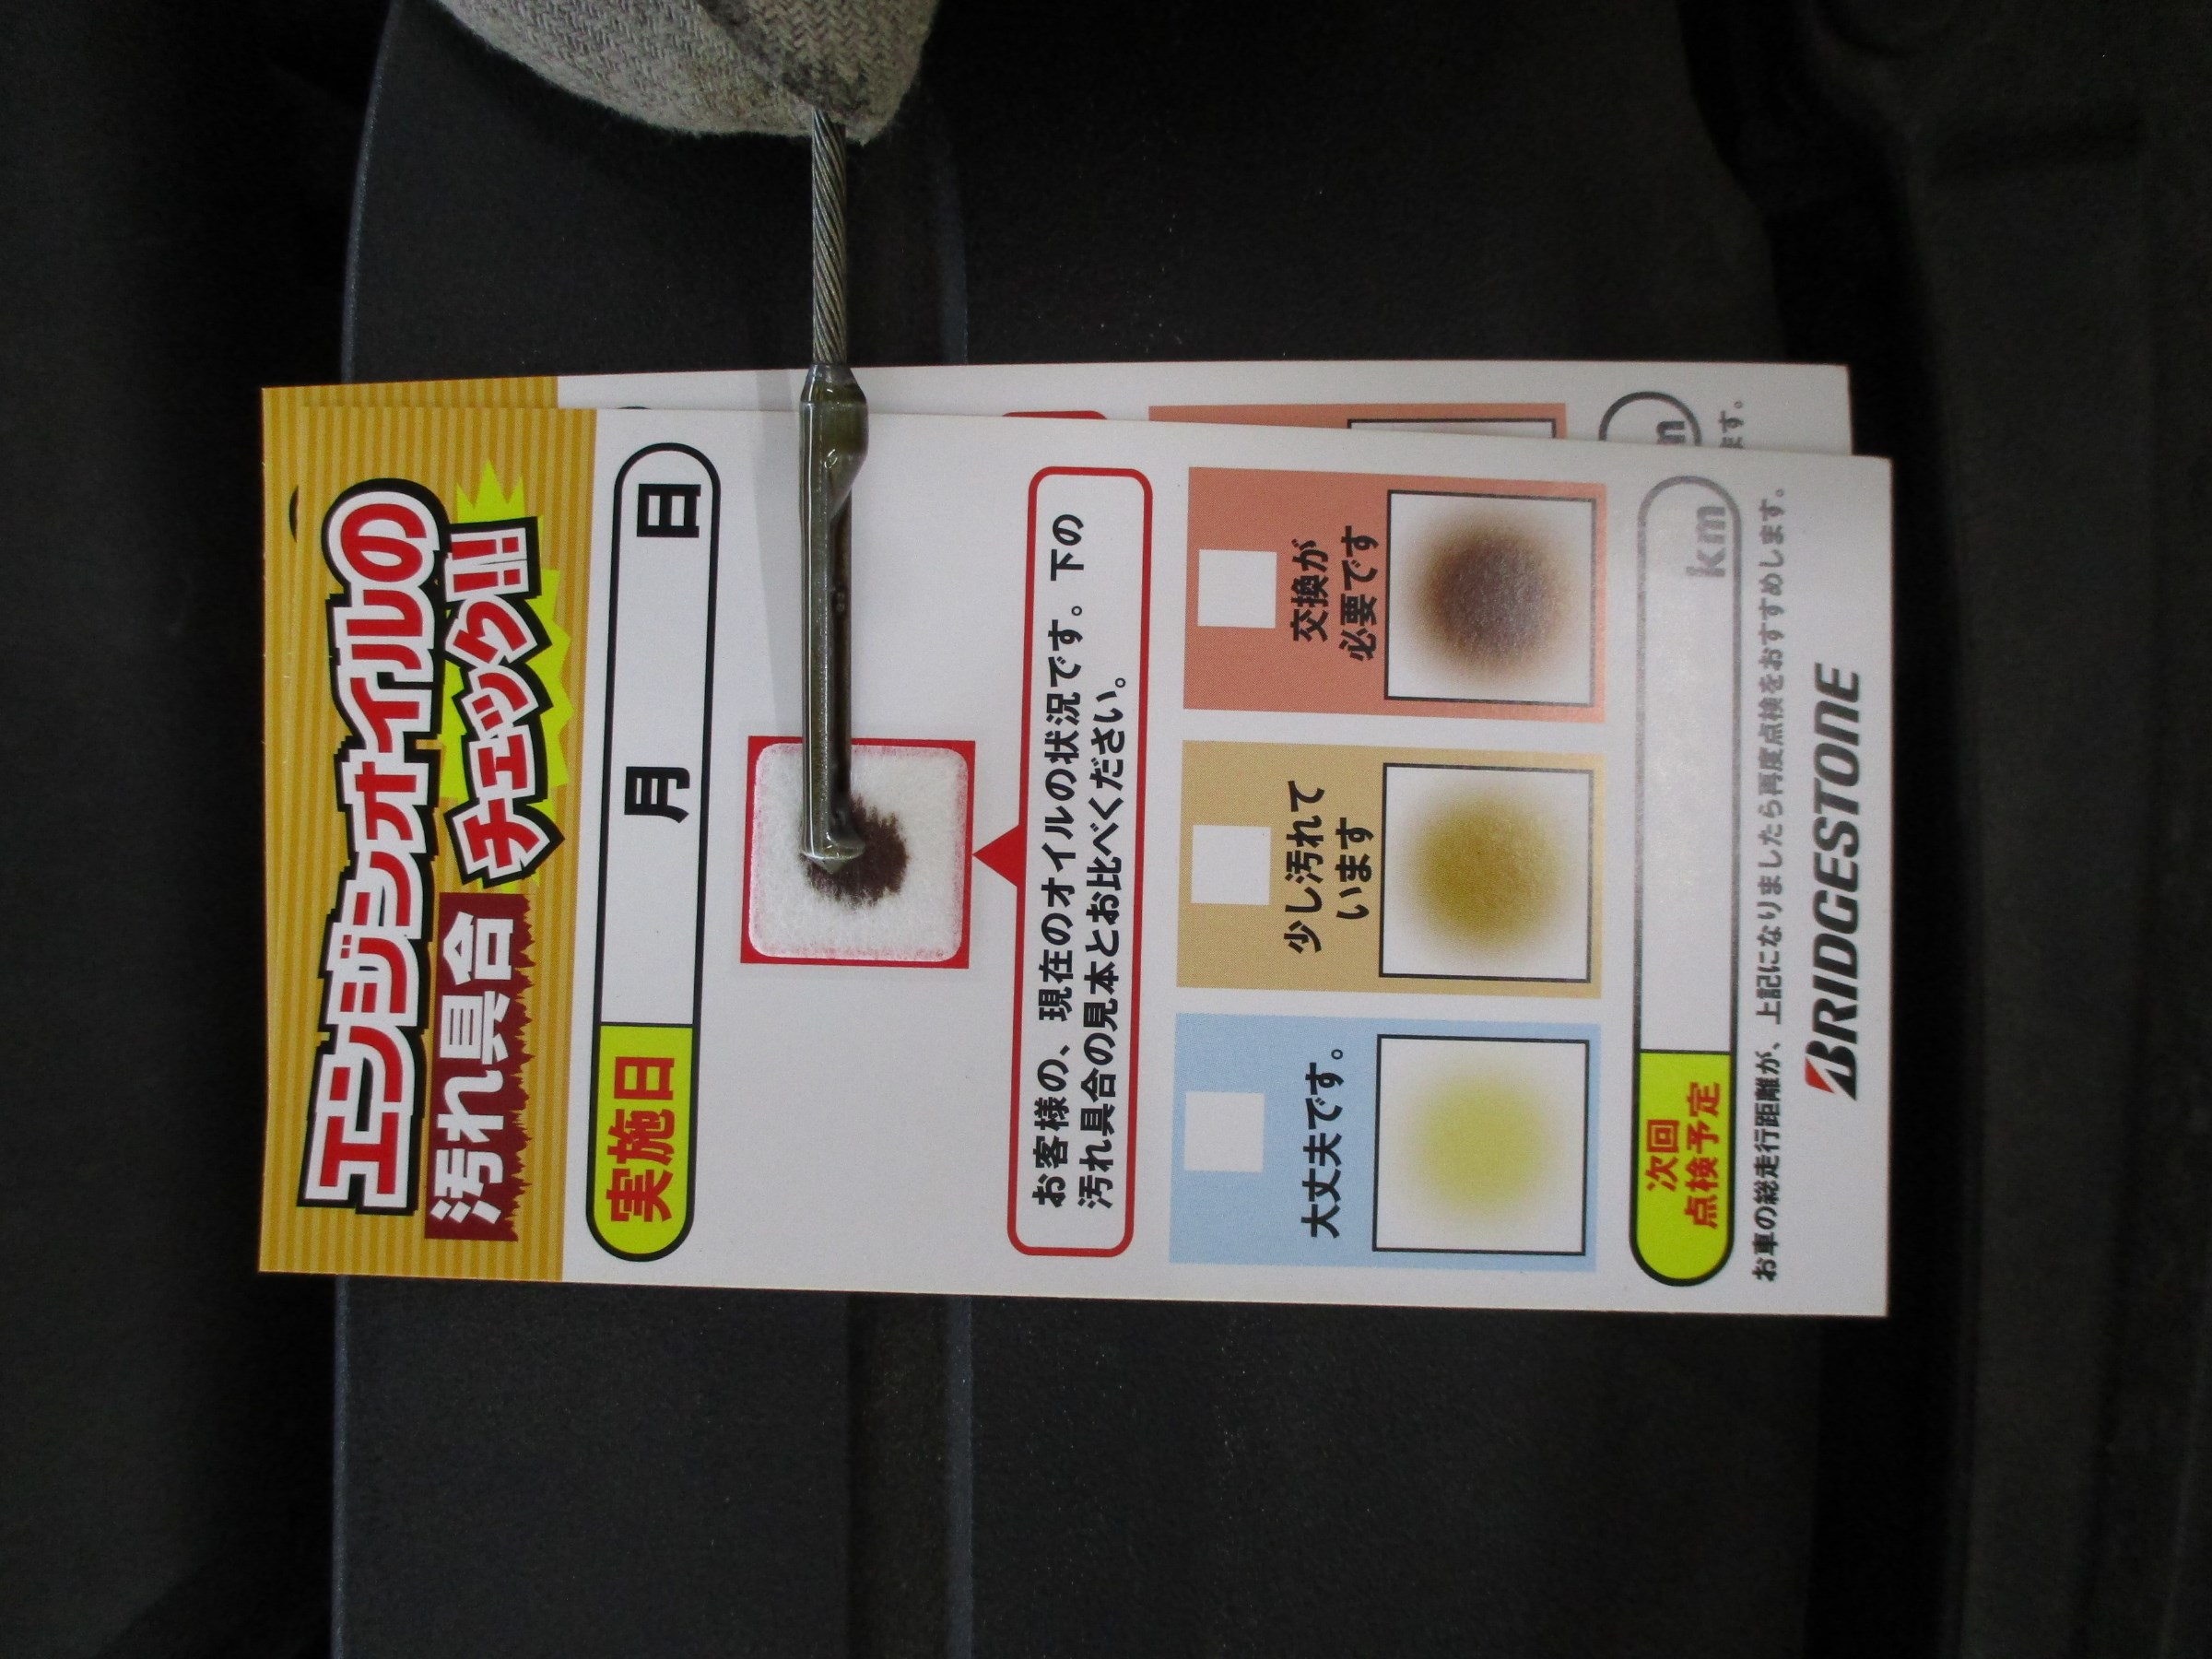 エンジンオイルの
汚れ具合
チェック!!
実施日 月 日
お客様の、現在のオイルの状況です。下の
汚れ具合の見本とお比べください。
大丈夫です。
少し汚れて
います
交換が
必要です
次回
点検予定
km
お車の総走行距離が、上記になりましたら再度点検をおすすめします。
BRIDGESTONE
m
ます。